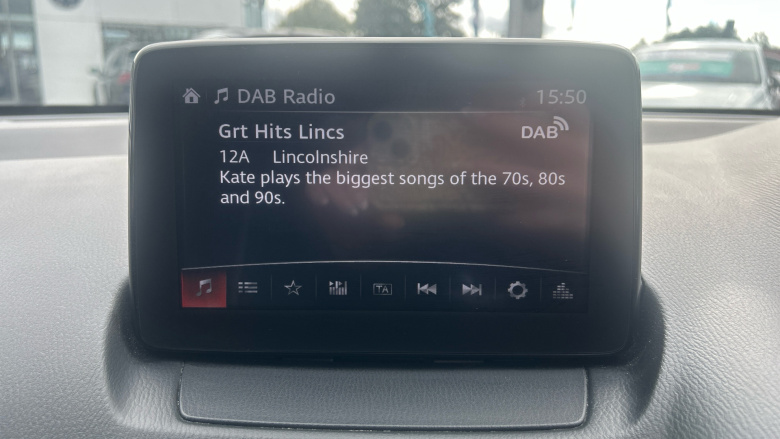 DAB Radio 15:50
Grt Hits Lincs DAB
12A Lincolnshire
Kate plays the biggest songs of the 70s, 80s
and 90s.
TA